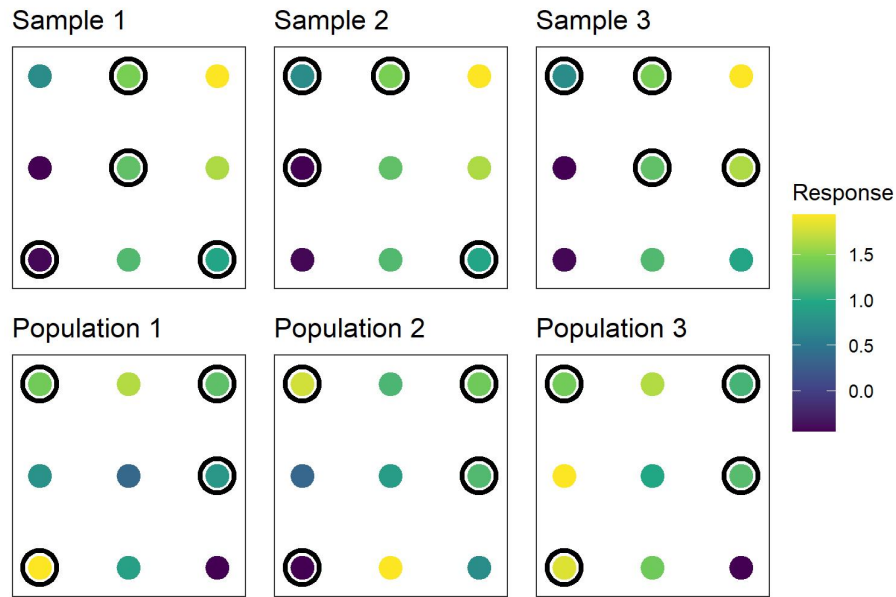 Sample 1
Sample 2
Sample 3
Response
1.5
1.0
0.5
0.0
Population 1
Population 2
Population 3